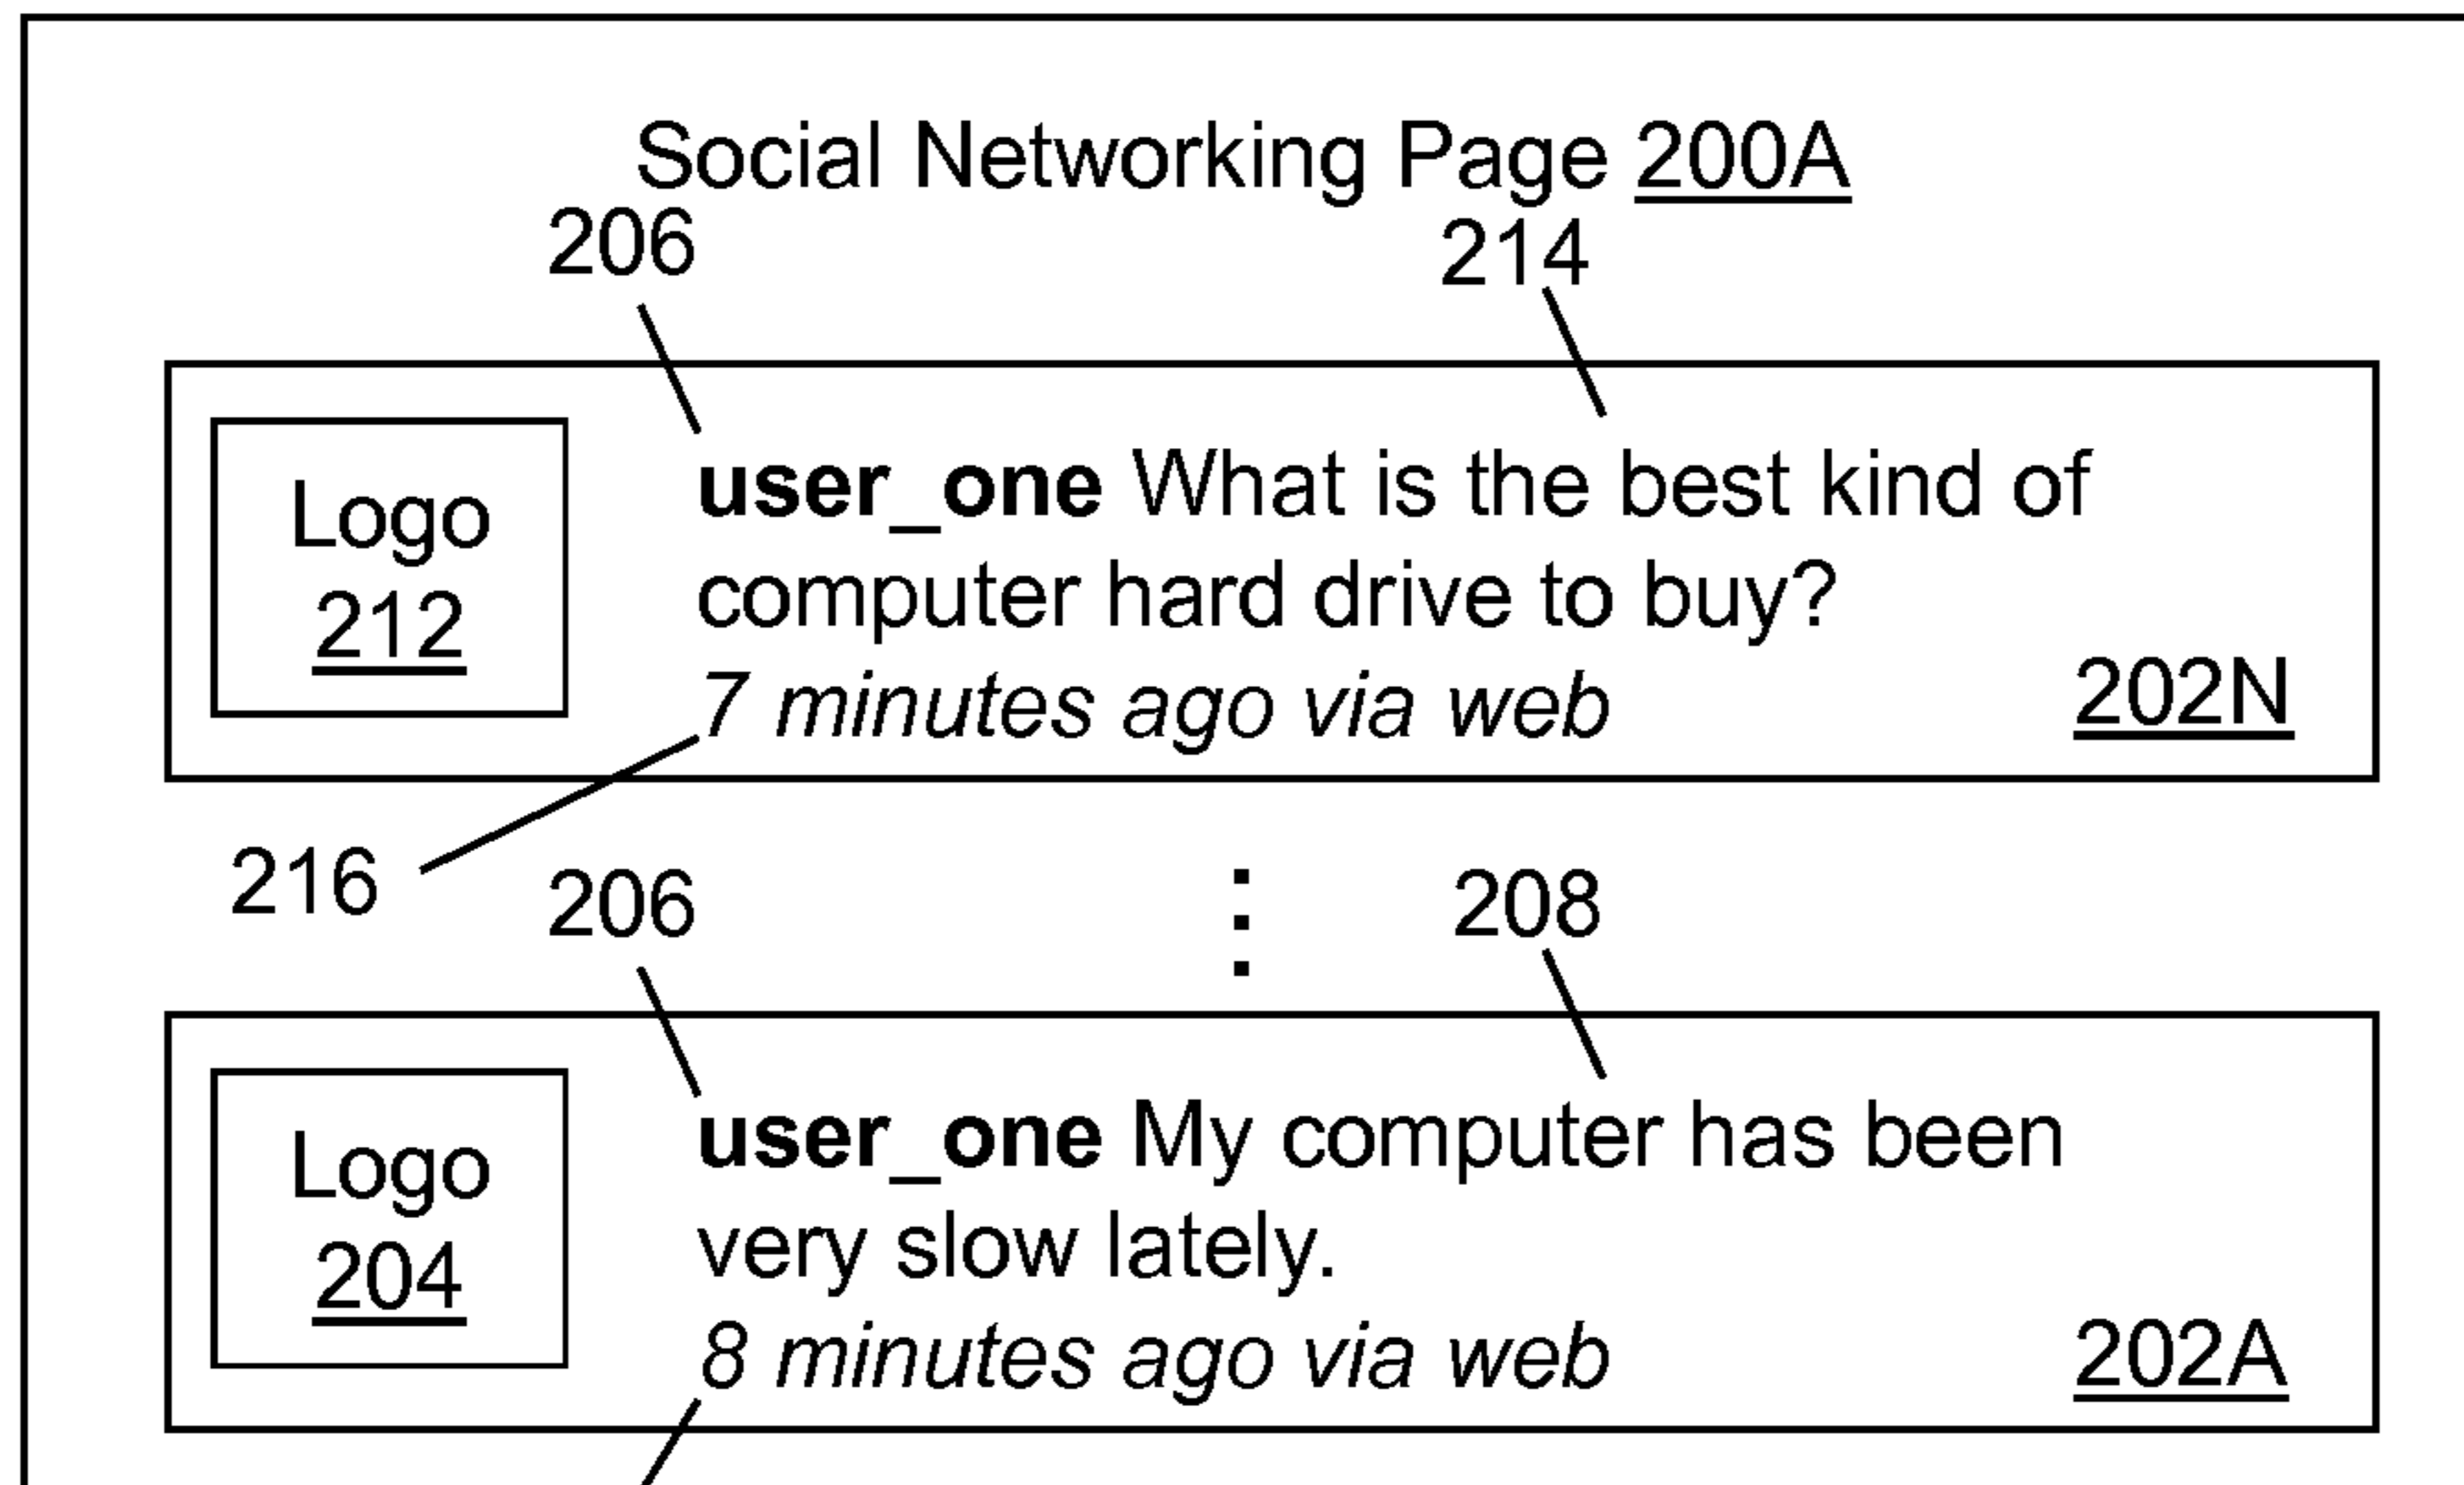 Social Networking Page 200A
206
214
Logo
212
user_one What is the best kind of
computer hard drive to buy?
7 minutes ago via web
202N
216
206
208
Logo
204
user_one My computer has been
very slow lately.
8 minutes ago via web
202A